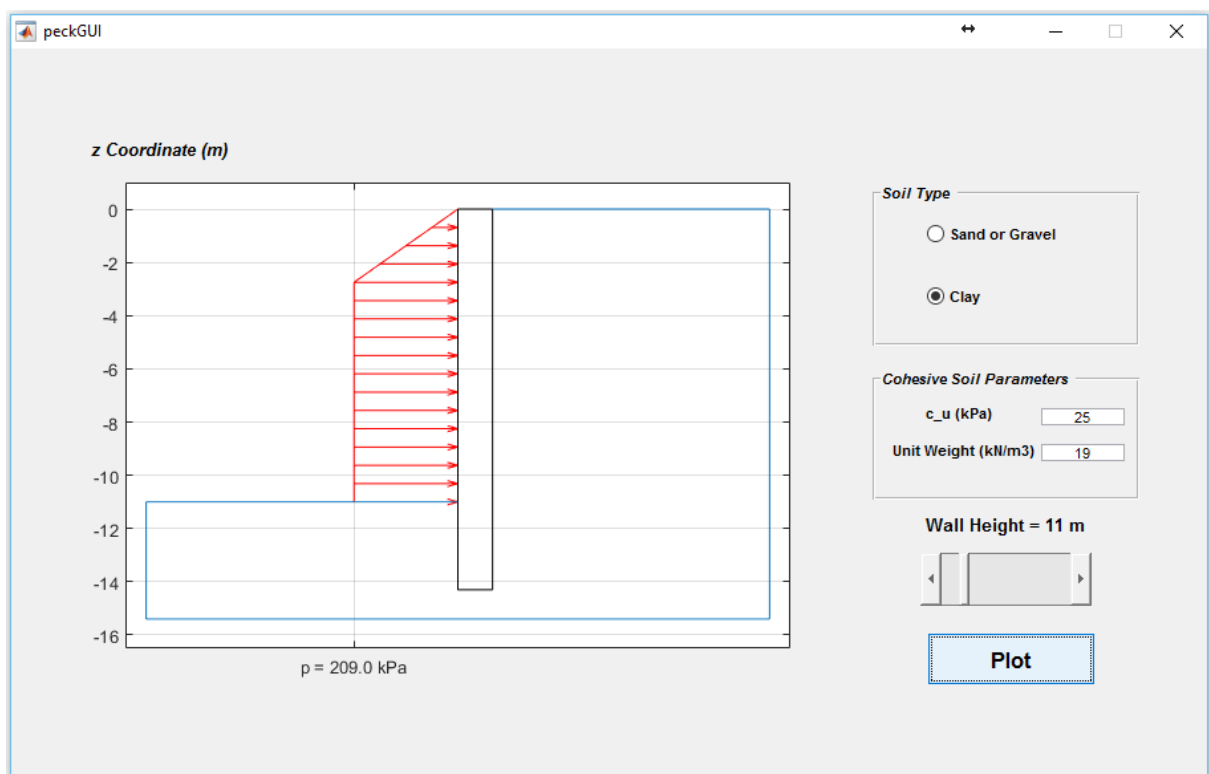 peckGUI
z Coordinate (m)
0
-2
-4
-6
-8
-10
-12
-14
-16
p = 209.0 kPa
Soil Type
Sand or Gravel
Clay
Cohesive Soil Parameters
c_u (kPa) 25
Unit Weight (kN/m3) 19
Wall Height = 11 m
Plot